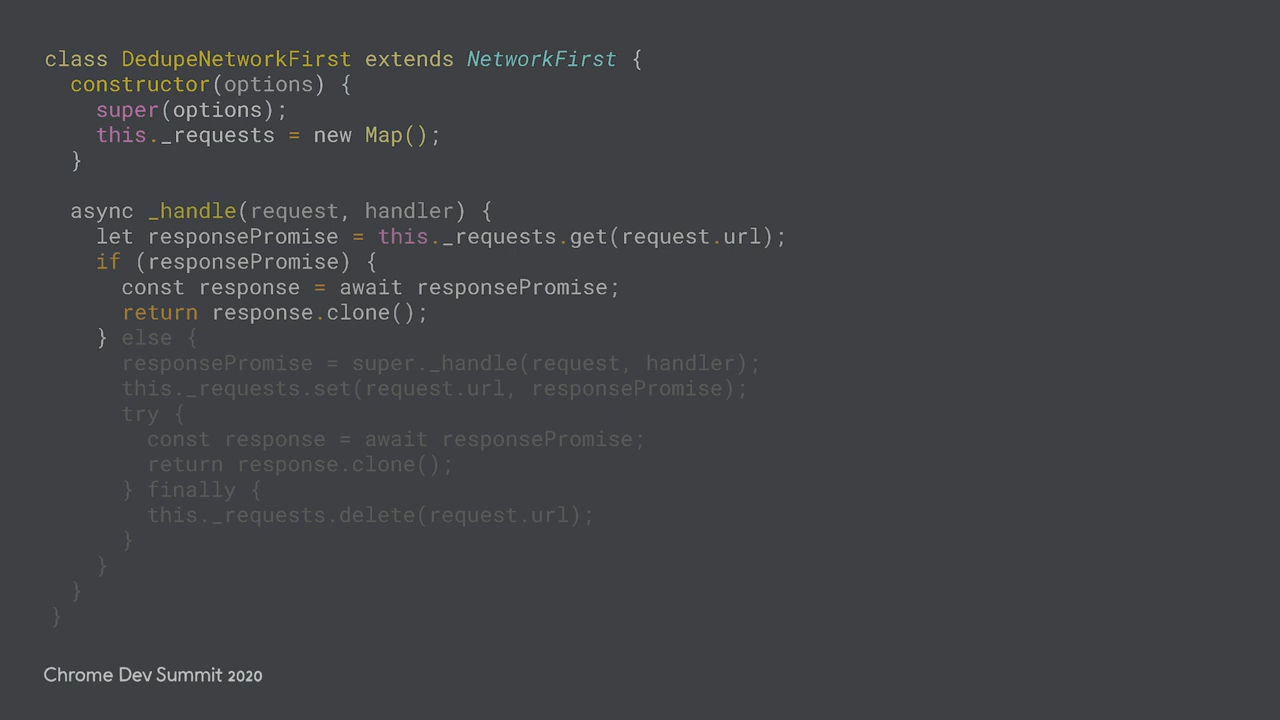 class DedupeNetworkFirst extends NetworkFirst {
  constructor(options) {
    super(options);
    this._requests = new Map();
  }

  async _handle(request, handler) {
    let responsePromise = this._requests.get(request.url);
    if (responsePromise) {
      const response = await responsePromise;
      return response.clone();
    } else {
      responsePromise = super._handle(request, handler);
      this._requests.set(request.url, responsePromise);
      try {
        const response = await responsePromise;
        return response.clone();
      } finally {
        this._requests.delete(request.url);
      }
    }
  }
}
Chrome Dev Summit 2020